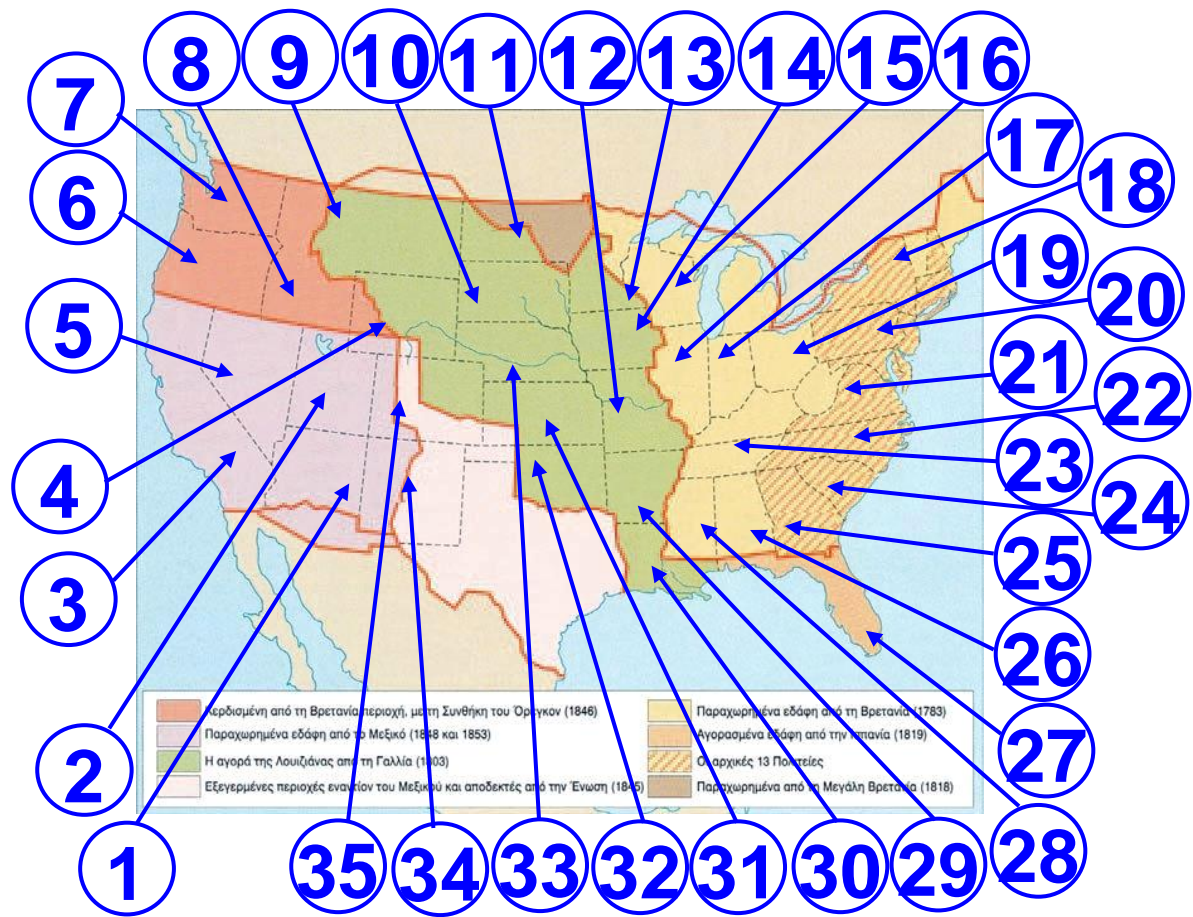 8 9 10 11 12 13 14 15 16
7 17
6 18
19
5 20
21
22
4 23
24
3 25
26
2 27
1 35 34 33 32 31 30 29 28
Κερδισμένη από τη Βρετανία περιοχή, με τη Συνθήκη του Όρεγκον (1846)
Παραχωρημένα εδάφη από το Μεξικό (1848 και 1853)
Η αγορά της Λουιζιάνας από τη Γαλλία (1803)
Εξεγερμένες περιοχές εναντίον του Μεξικού και αποδεκτές από την Ένωση (1845)
Παραχωρημένα εδάφη από τη Βρετανία (1783)
Αγορασμένα εδάφη από την Ισπανία (1819)
Οι αρχικές 13 Πολιτείες
Παραχωρημένα από τη Μεγάλη Βρετανία (1818)